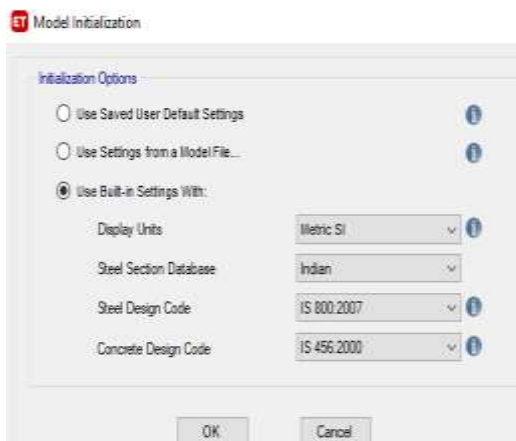 ET Model Initialization
Initialization Options
Use Saved User Default Settings
Use Settings from a Model File...
Use Built-in Settings With:
Display Units Metric SI
Steel Section Database Indian
Steel Design Code IS 800:2007
Concrete Design Code IS 456:2000
OK Cancel